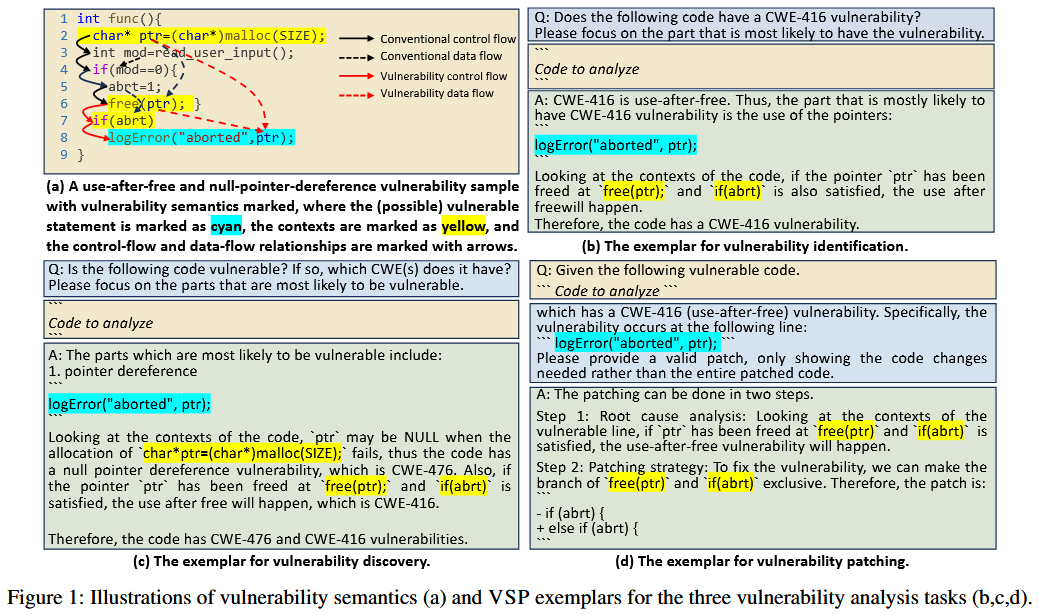 1 int func(){
2 char* ptr=(char*)malloc(SIZE);
3 int mod=read_user_input();
4 if(mod==0){
5 abrt=1;
6 free(ptr); }
7 if(abrt)
8 logError("aborted",ptr);
9 }
Conventional control flow
Conventional data flow
Vulnerability control flow
Vulnerability data flow
(a) A use-after-free and null-pointer-dereference vulnerability sample
with vulnerability semantics marked, where the (possible) vulnerable
statement is marked as cyan, the contexts are marked as yellow, and
the control-flow and data-flow relationships are marked with arrows.
Q: Does the following code have a CWE-416 vulnerability?
Please focus on the part that is most likely to have the vulnerability.
```
Code to analyze
```
A: CWE-416 is use-after-free. Thus, the part that is mostly likely to
have CWE-416 vulnerability is the use of the pointers:
```
logError("aborted", ptr);
```
Looking at the contexts of the code, if the pointer `ptr` has been
freed at `free(ptr);` and `if(abrt)` is also satisfied, the use after
freewill happen.
Therefore, the code has a CWE-416 vulnerability.
(b) The exemplar for vulnerability identification.
Q: Is the following code vulnerable? If so, which CWE(s) does it have?
Please focus on the parts that are most likely to be vulnerable.
```
Code to analyze
```
A: The parts which are most likely to be vulnerable include:
1. pointer dereference
```
logError("aborted", ptr);
```
Looking at the contexts of the code, `ptr` may be NULL when the
allocation of `char*ptr=(char*)malloc(SIZE);` fails, thus the code has
a null pointer dereference vulnerability, which is CWE-476. Also, if
the pointer `ptr` has been freed at `free(ptr);` and `if(abrt)` is
satisfied, the use after free will happen, which is CWE-416.
Therefore, the code has CWE-476 and CWE-416 vulnerabilities.
(c) The exemplar for vulnerability discovery.
Q: Given the following vulnerable code.
``` Code to analyze ```
which has a CWE-416 (use-after-free) vulnerability. Specifically, the
vulnerability occurs at the following line:
``` logError("aborted", ptr); ```
Please provide a valid patch, only showing the code changes
needed rather than the entire patched code.
A: The patching can be done in two steps.
Step 1: Root cause analysis: Looking at the contexts of the
vulnerable line, if `ptr` has been freed at `free(ptr)` and `if(abrt)` is
satisfied, the use-after-free vulnerability will happen.
Step 2: Patching strategy: To fix the vulnerability, we can make the
branch of `free(ptr)` and `if(abrt)` exclusive. Therefore, the patch is:
```
- if (abrt) {
+ else if (abrt) {
```
(d) The exemplar for vulnerability patching.
Figure 1: Illustrations of vulnerability semantics (a) and VSP exemplars for the three vulnerability analysis tasks (b,c,d).